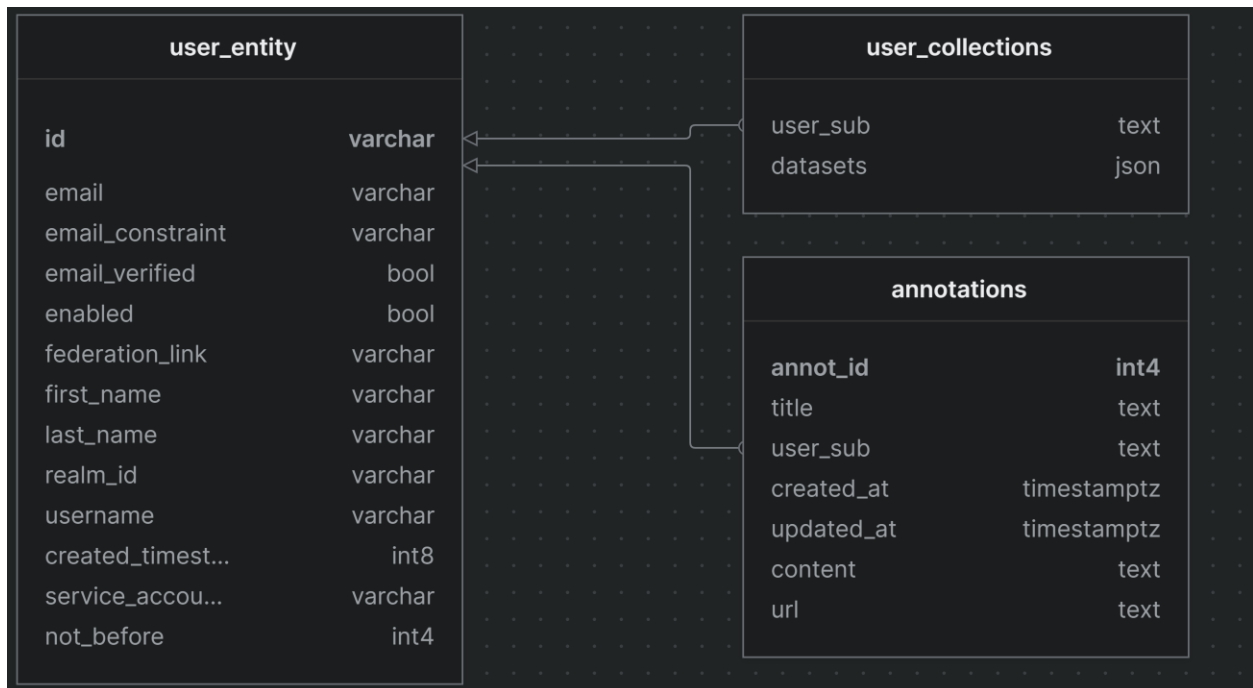 user_entity
id varchar
email varchar
email_constraint varchar
email_verified bool
enabled bool
federation_link varchar
first_name varchar
last_name varchar
realm_id varchar
username varchar
created_timest... int8
service_accou... varchar
not_before int4
user_collections
user_sub text
datasets json
annotations
annot_id int4
title text
user_sub text
created_at timestamptz
updated_at timestamptz
content text
url text